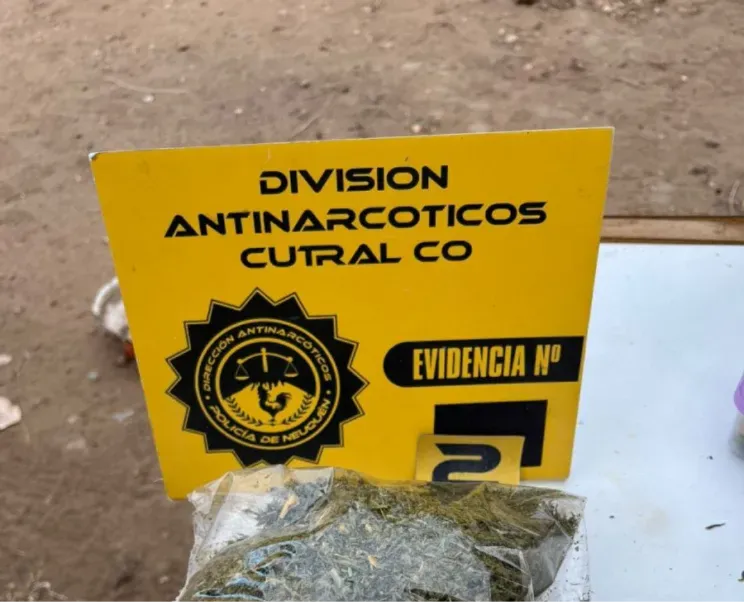 DIVISION
ANTINARCOTICOS
CUTRAL CO
DIRECCIÓN ANTINARCÓTICOS
POLICÍA DE NEUQUÉN
EVIDENCIA Nº
2